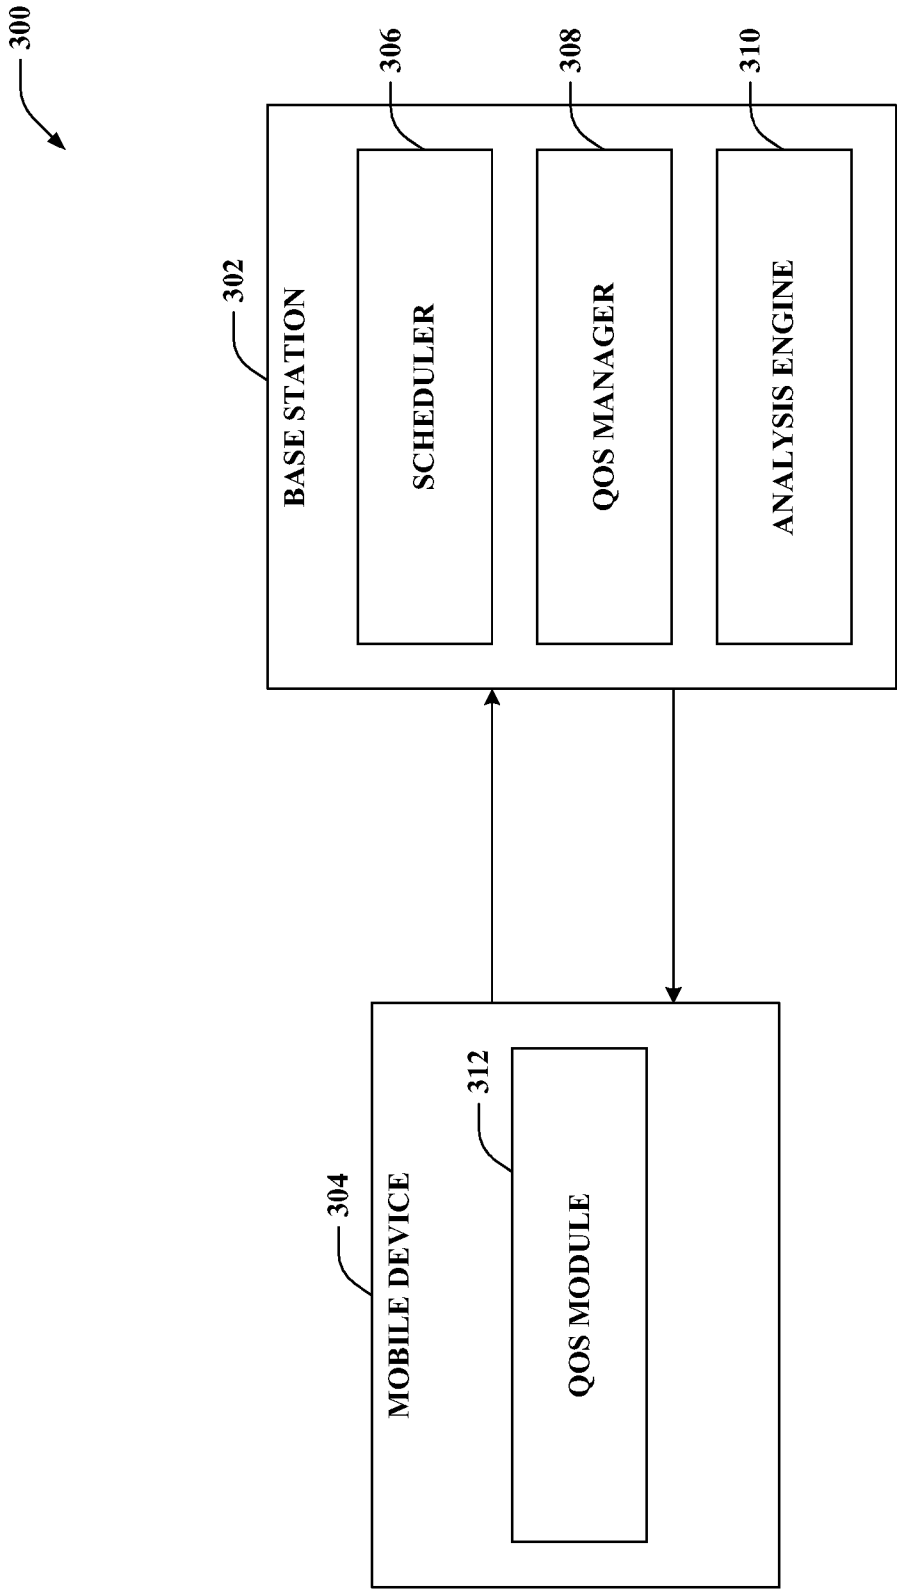 300
304
MOBILE DEVICE
312
QOS MODULE
302
BASE STATION
306
SCHEDULER
308
QOS MANAGER
310
ANALYSIS ENGINE